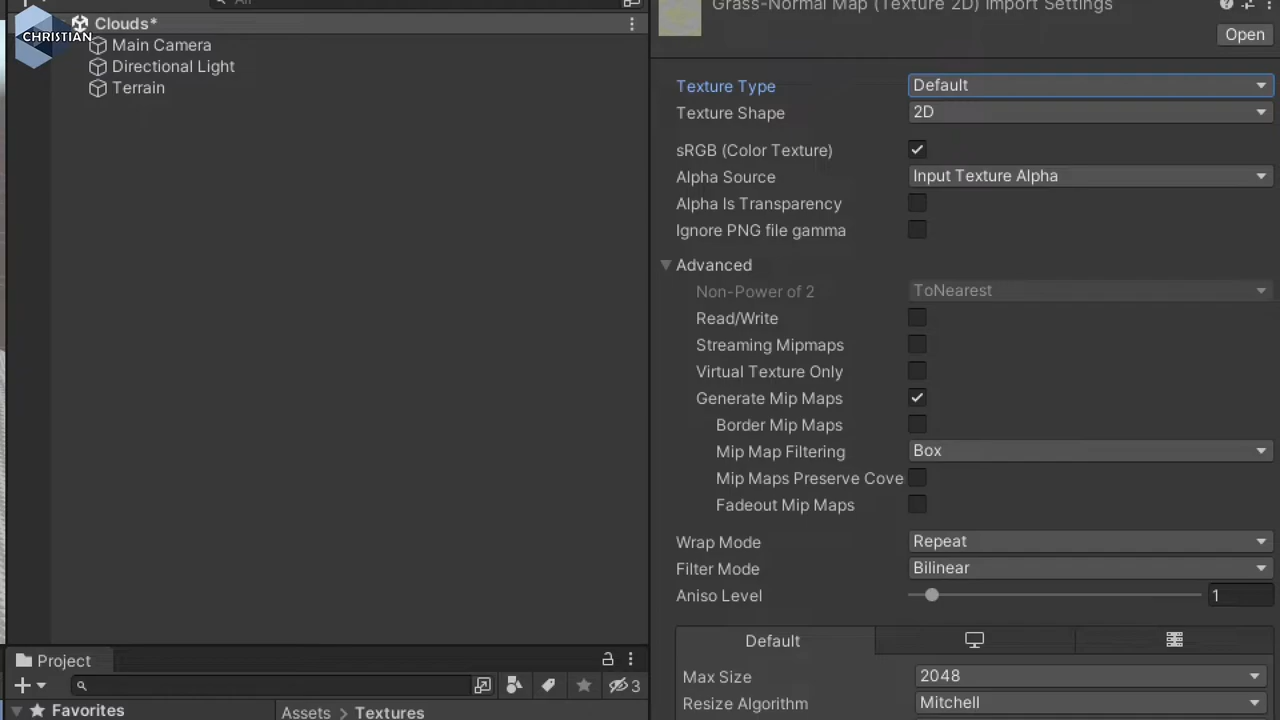 All
Clouds*
CHRISTIAN
Main Camera
Directional Light
Terrain
Project
3
Favorites
Assets > Textures
Grass-Normal Map (Texture 2D) Import Settings
Open
Texture Type Default
Texture Shape 2D
sRGB (Color Texture)
Alpha Source Input Texture Alpha
Alpha Is Transparency
Ignore PNG file gamma
Advanced
Non-Power of 2 ToNearest
Read/Write
Streaming Mipmaps
Virtual Texture Only
Generate Mip Maps
Border Mip Maps
Mip Map Filtering Box
Mip Maps Preserve Cove
Fadeout Mip Maps
Wrap Mode Repeat
Filter Mode Bilinear
Aniso Level 1
Default
Max Size 2048
Resize Algorithm Mitchell